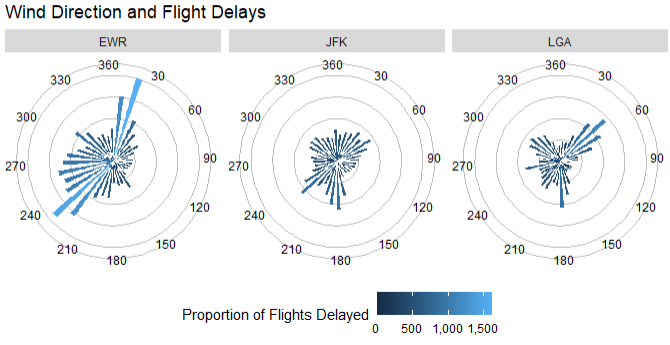 Wind Direction and Flight Delays
EWR JFK LGA
360 360 360
330 30 330 30 330 30
300 60 300 60 300 60
270 90 270 90 270 90
240 120 240 120 240 120
210 150 210 150 210 150
180 180 180
Proportion of Flights Delayed
0 500 1,000 1,500